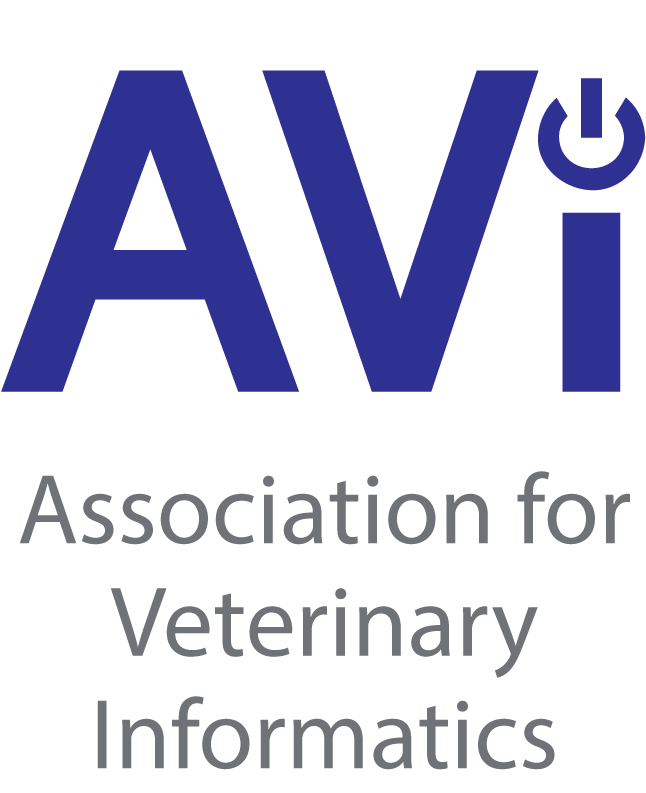 AVi
Association for
Veterinary
Informatics